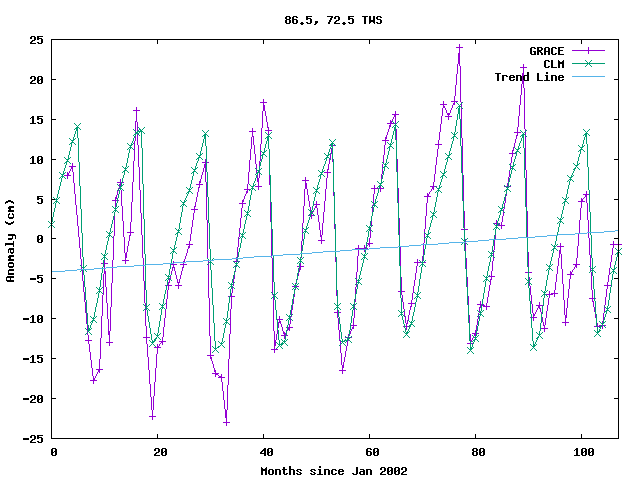 86.5, 72.5 TWS
GRACE
CLM
Trend Line
25
20
15
10
5
0
-5
-10
-15
-20
-25
Anomaly (cm)
0 20 40 60 80 100
Months since Jan 2002